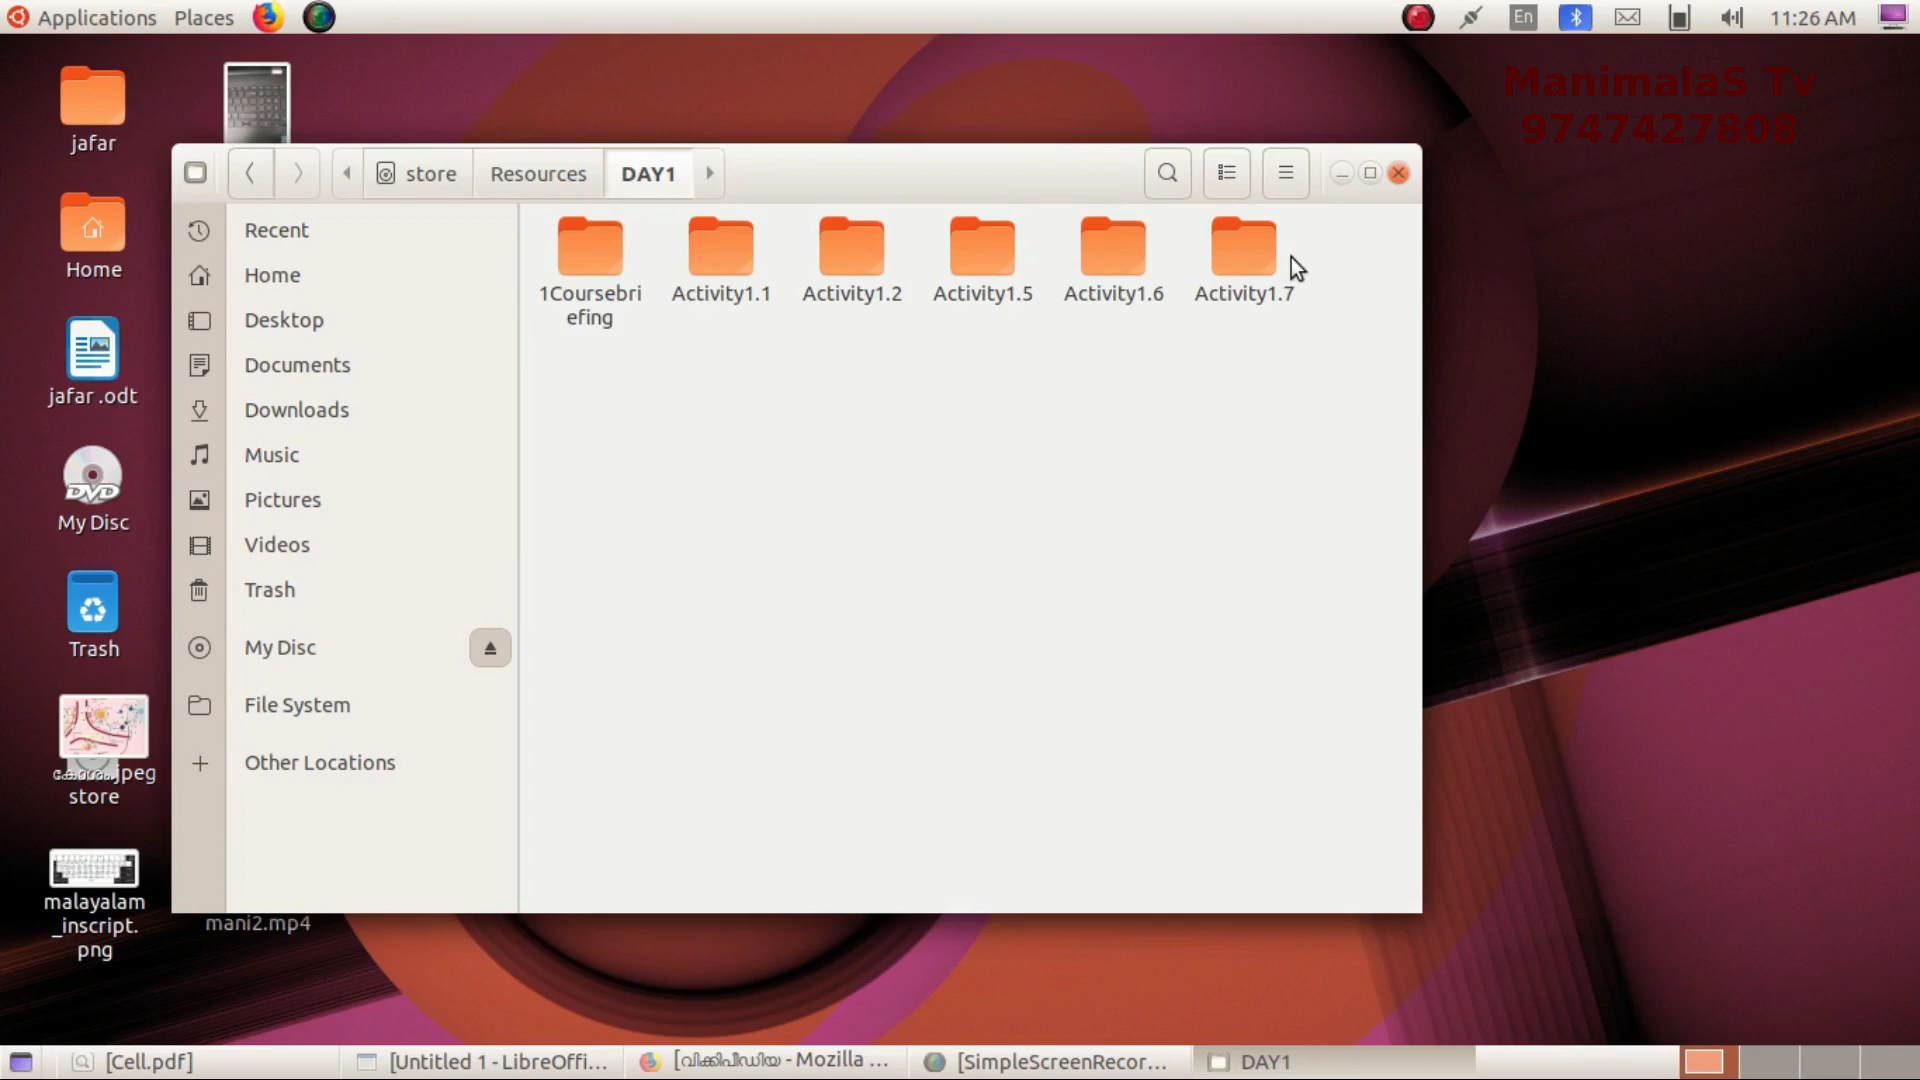 Applications Places
En
11:26 AM
ManimalaS Tv
9747427808
jafar
Home
jafar .odt
DVD
My Disc
Trash
store
malayalam
_inscript.
png
mani2.mp4
store Resources DAY1
Recent
Home
Desktop
Documents
Downloads
Music
Pictures
Videos
Trash
My Disc
File System
Other Locations
1Coursebri
efing
Activity1.1
Activity1.2
Activity1.5
Activity1.6
Activity1.7
[Cell.pdf]
[Untitled 1 - LibreOffi...
[വിക്കിപീഡിയ - Mozilla ...
[SimpleScreenRecor...
DAY1